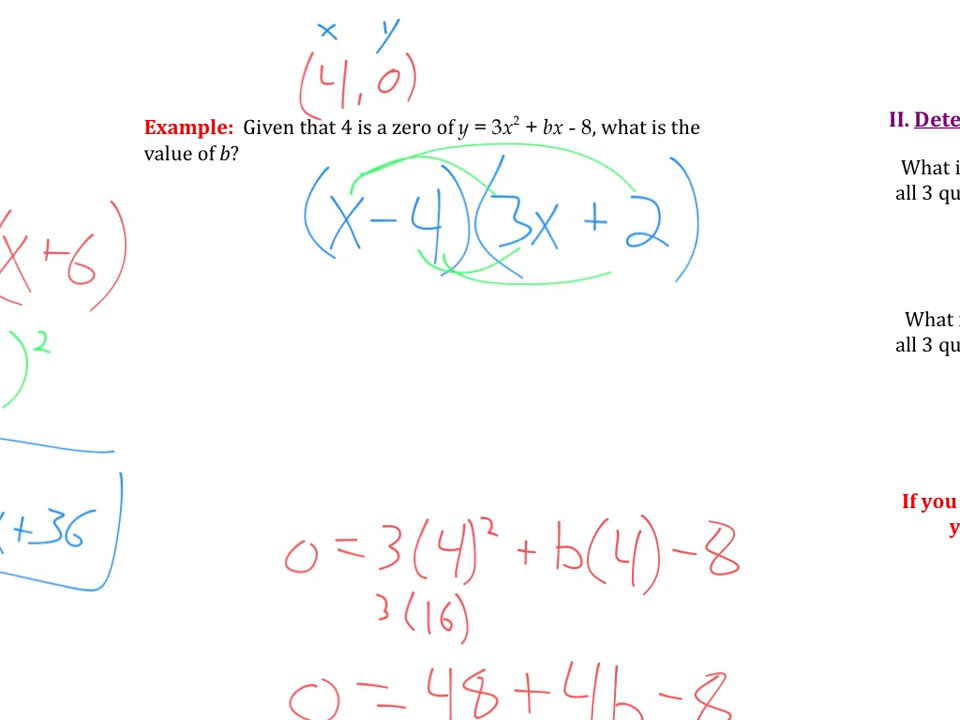 x y
(4, 0)
Example: Given that 4 is a zero of y = 3x² + bx - 8, what is the
value of b?
(x - 4)(3x + 2)
x + 6)
)²
+ 36
0 = 3(4)² + b(4) - 8
3(16)
0 = 48 + 4b - 8
II. Dete
What i
all 3 qu
What
all 3 qu
If you
y